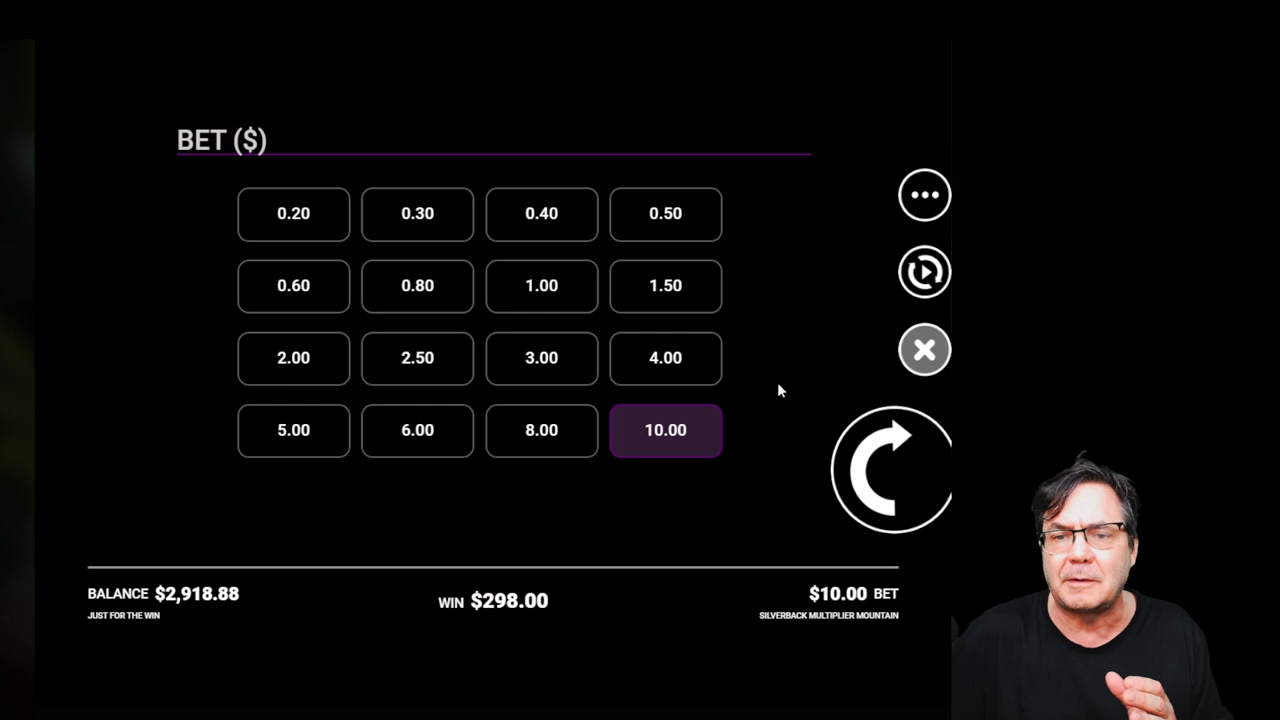 BET ($)
0.20 0.30 0.40 0.50
0.60 0.80 1.00 1.50
2.00 2.50 3.00 4.00
5.00 6.00 8.00 10.00
BALANCE $2,918.88 WIN $298.00 $10.00 BET
JUST FOR THE WIN SILVERBACK MULTIPLIER MOUNTAIN